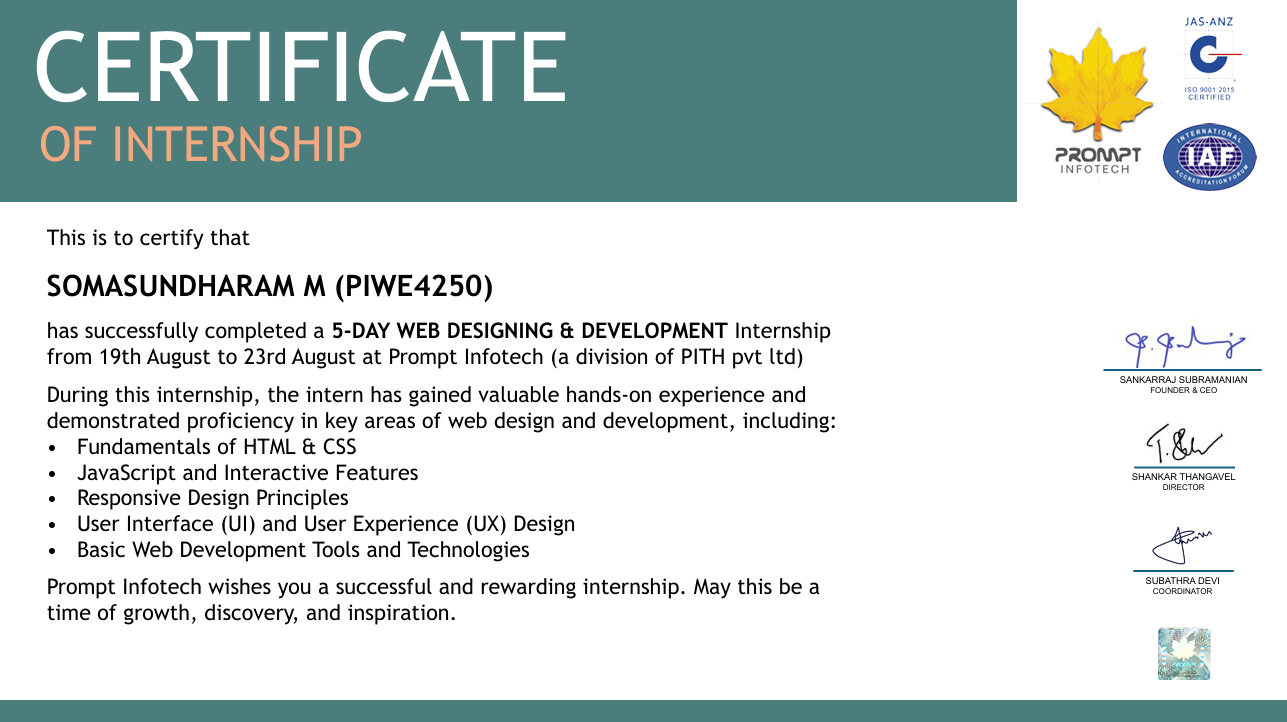 CERTIFICATE
OF INTERNSHIP
JAS-ANZ
ISO 9001:2015
CERTIFIED
PROMPT
INFOTECH
INTERNATIONAL
IAF
ACCREDITATION FORUM
This is to certify that
SOMASUNDHARAM M (PIWE4250)
has successfully completed a 5-DAY WEB DESIGNING & DEVELOPMENT Internship
from 19th August to 23rd August at Prompt Infotech (a division of PITH pvt ltd)
During this internship, the intern has gained valuable hands-on experience and
demonstrated proficiency in key areas of web design and development, including:
• Fundamentals of HTML & CSS
• JavaScript and Interactive Features
• Responsive Design Principles
• User Interface (UI) and User Experience (UX) Design
• Basic Web Development Tools and Technologies
Prompt Infotech wishes you a successful and rewarding internship. May this be a
time of growth, discovery, and inspiration.
SANKARRAJ SUBRAMANIAN
FOUNDER & CEO
SHANKAR THANGAVEL
DIRECTOR
SUBATHRA DEVI
COORDINATOR
PROMPT